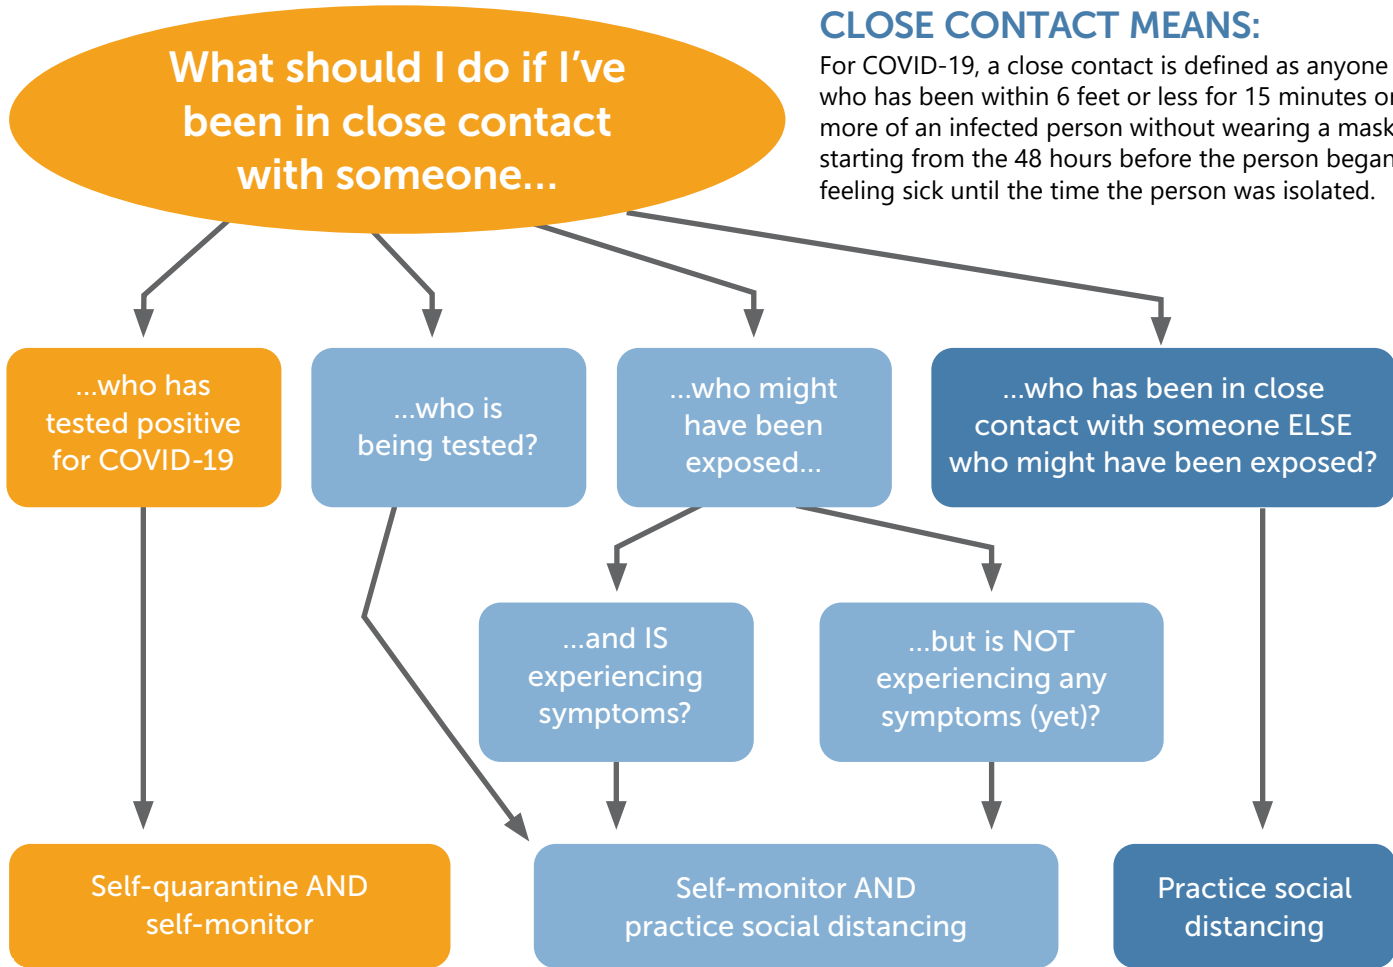 What should I do if I've
been in close contact
with someone...
CLOSE CONTACT MEANS:
For COVID-19, a close contact is defined as anyone
who has been within 6 feet or less for 15 minutes or
more of an infected person without wearing a mask
starting from the 48 hours before the person began
feeling sick until the time the person was isolated.
...who has
tested positive
for COVID-19
...who is
being tested?
...who might
have been
exposed...
...who has been in close
contact with someone ELSE
who might have been exposed?
...and IS
experiencing
symptoms?
...but is NOT
experiencing any
symptoms (yet)?
Self-quarantine AND
self-monitor
Self-monitor AND
practice social distancing
Practice social
distancing